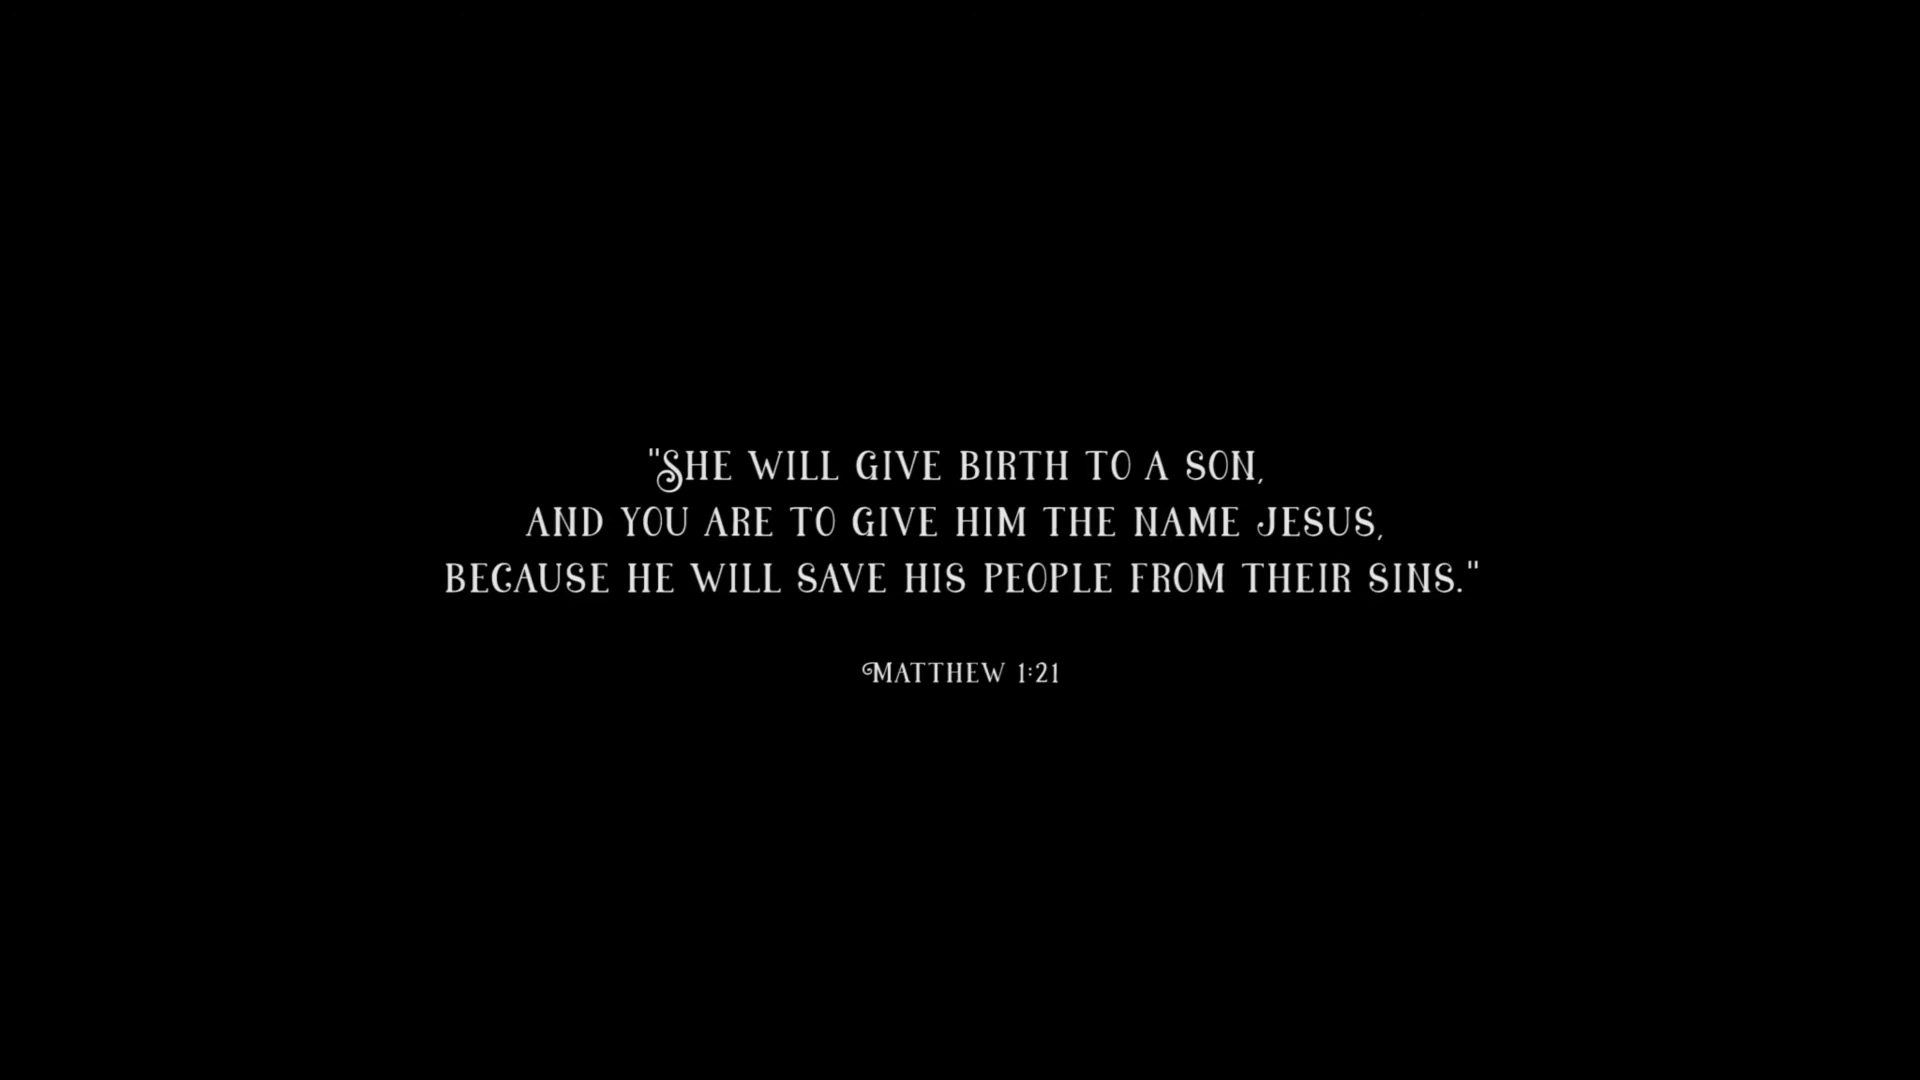 "She will give birth to a son,
and you are to give him the name Jesus,
because he will save his people from their sins."
Matthew 1:21